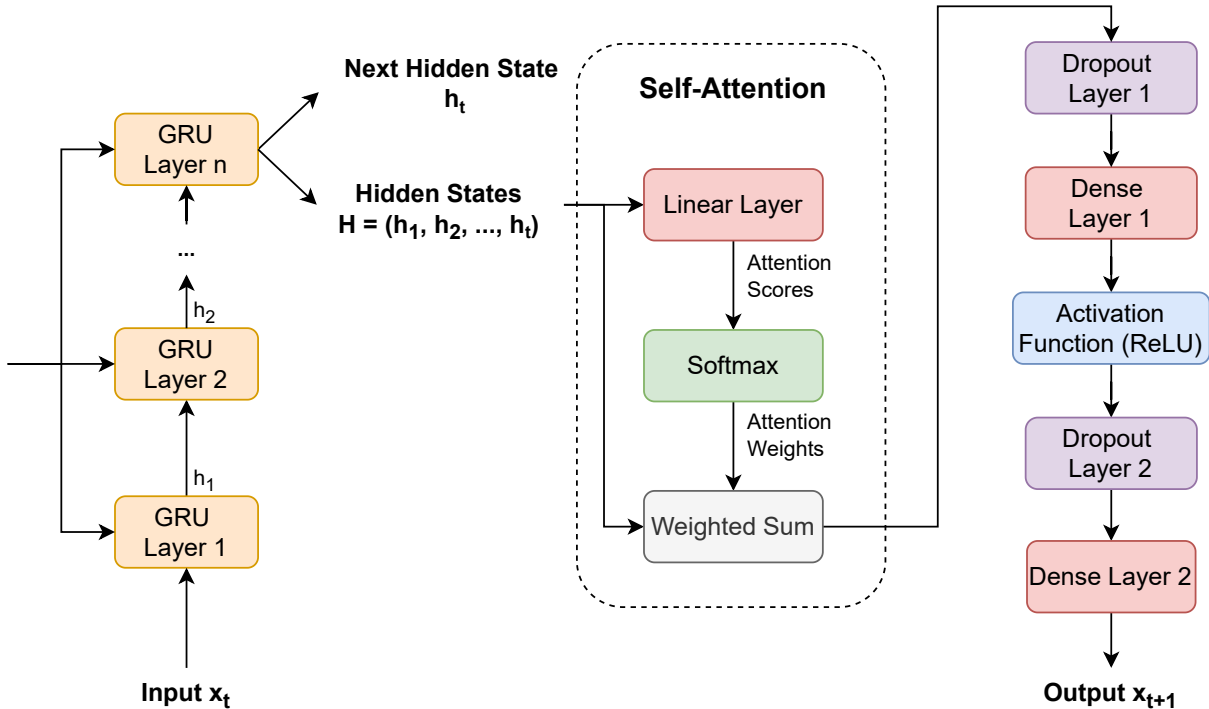 Next Hidden State
h_t
GRU
Layer n
Hidden States
H = (h_1, h_2, ..., h_t)
...
h_2
GRU
Layer 2
h_1
GRU
Layer 1
Input x_t
Self-Attention
Linear Layer
Attention
Scores
Softmax
Attention
Weights
Weighted Sum
Dropout
Layer 1
Dense
Layer 1
Activation
Function (ReLU)
Dropout
Layer 2
Dense Layer 2
Output x_{t+1}